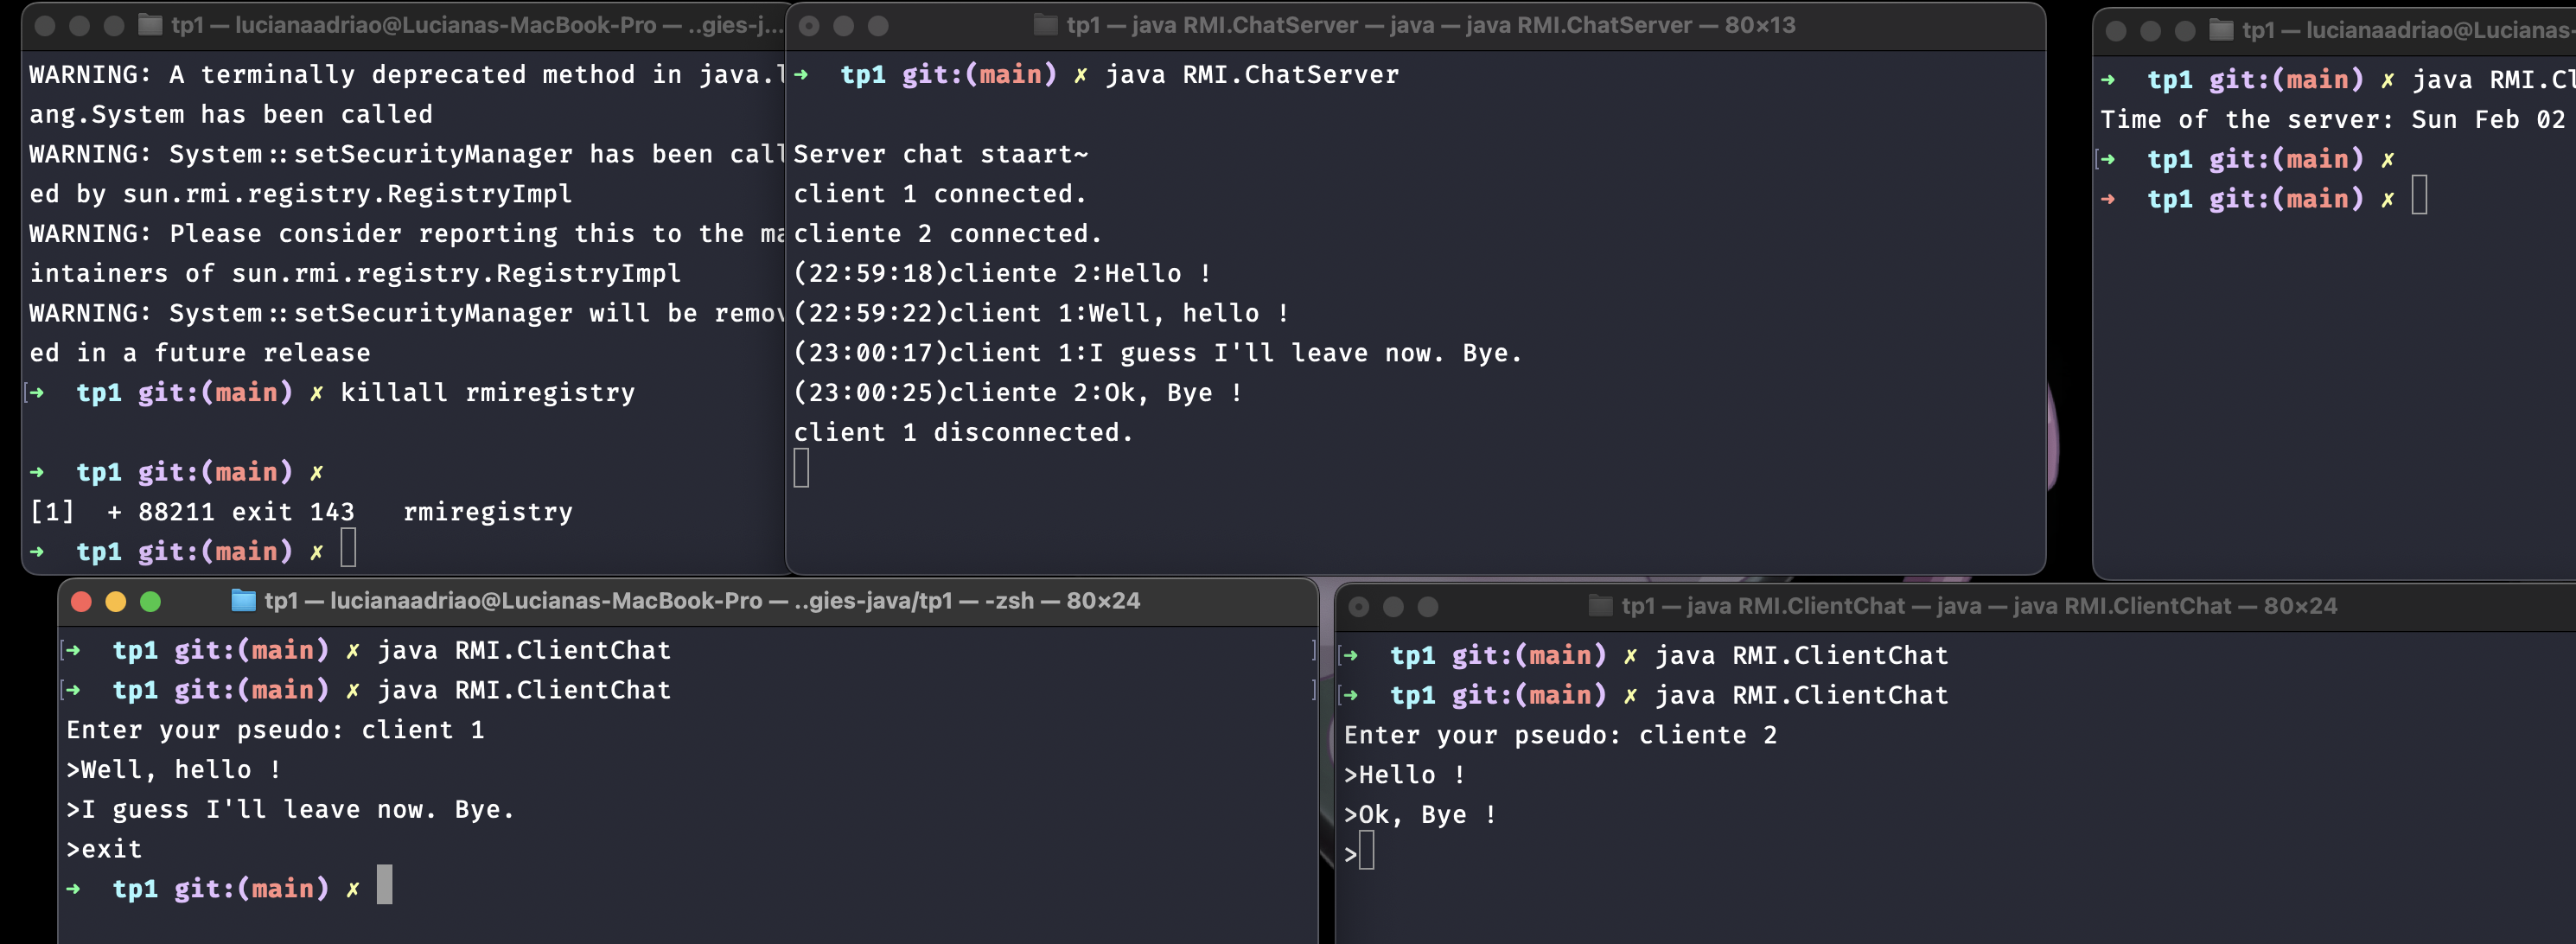 tp1 — lucianaadriao@Lucianas-MacBook-Pro — ..gies-j...
WARNING: A terminally deprecated method in java.l
ang.System has been called
WARNING: System::setSecurityManager has been call
ed by sun.rmi.registry.RegistryImpl
WARNING: Please consider reporting this to the ma
intainers of sun.rmi.registry.RegistryImpl
WARNING: System::setSecurityManager will be remov
ed in a future release
[➜ tp1 git:(main) ✗ killall rmiregistry
➜ tp1 git:(main) ✗
[1]  + 88211 exit 143   rmiregistry
➜ tp1 git:(main) ✗
tp1 — java RMI.ChatServer — java — java RMI.ChatServer — 80×13
➜ tp1 git:(main) ✗ java RMI.ChatServer
Server chat staart~
client 1 connected.
cliente 2 connected.
(22:59:18)cliente 2:Hello !
(22:59:22)client 1:Well, hello !
(23:00:17)client 1:I guess I'll leave now. Bye.
(23:00:25)cliente 2:Ok, Bye !
client 1 disconnected.
tp1 — lucianaadriao@Lucianas-
➜ tp1 git:(main) ✗ java RMI.Cl
Time of the server: Sun Feb 02
[➜ tp1 git:(main) ✗
➜ tp1 git:(main) ✗
tp1 — lucianaadriao@Lucianas-MacBook-Pro — ..gies-java/tp1 — -zsh — 80×24
[➜ tp1 git:(main) ✗ java RMI.ClientChat ]
[➜ tp1 git:(main) ✗ java RMI.ClientChat ]
Enter your pseudo: client 1
>Well, hello !
>I guess I'll leave now. Bye.
>exit
➜ tp1 git:(main) ✗
tp1 — java RMI.ClientChat — java — java RMI.ClientChat — 80×24
[➜ tp1 git:(main) ✗ java RMI.ClientChat
[➜ tp1 git:(main) ✗ java RMI.ClientChat
Enter your pseudo: cliente 2
>Hello !
>Ok, Bye !
>